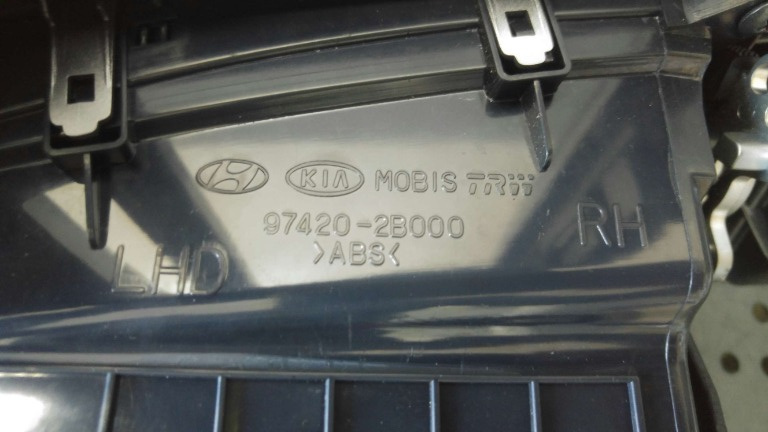 KIA MOBIS TRW
97420-2B000
>ABS<
LHD
RH